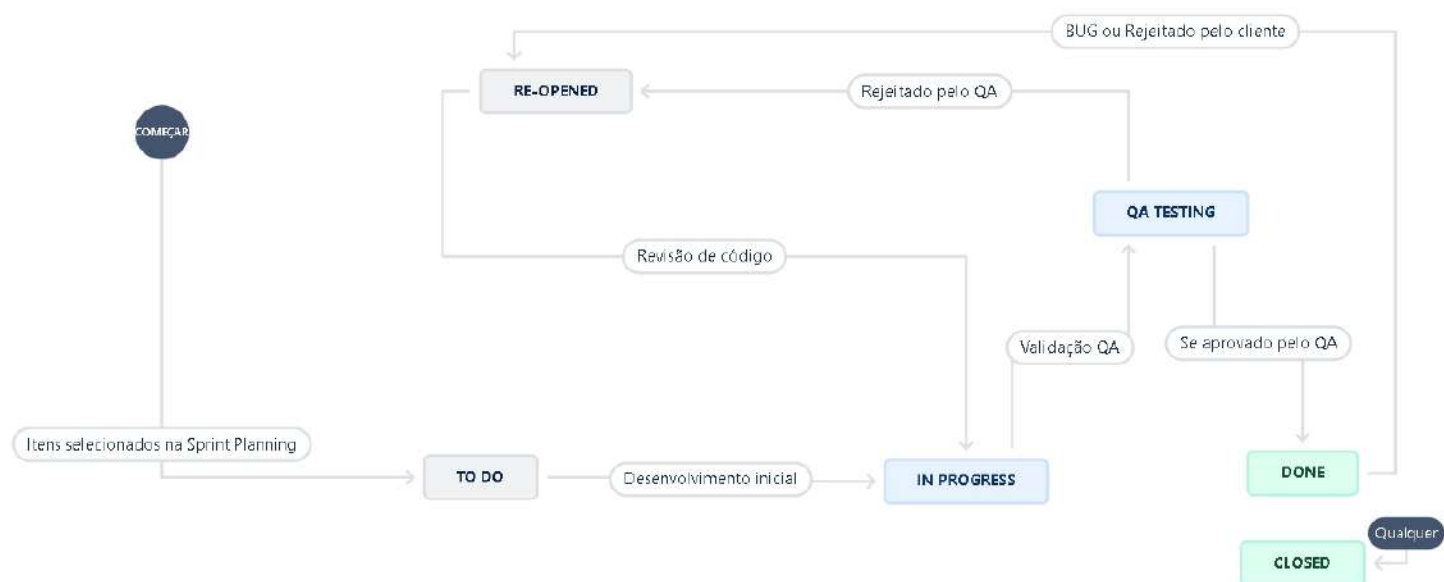 BUG ou Rejeitado pelo cliente
RE-OPENED
Rejeitado pelo QA
COMEÇAR
QA TESTING
Revisão de código
Validação QA
Se aprovado pelo QA
Itens selecionados na Sprint Planning
TO DO
Desenvolvimento inicial
IN PROGRESS
DONE
Qualquer
CLOSED